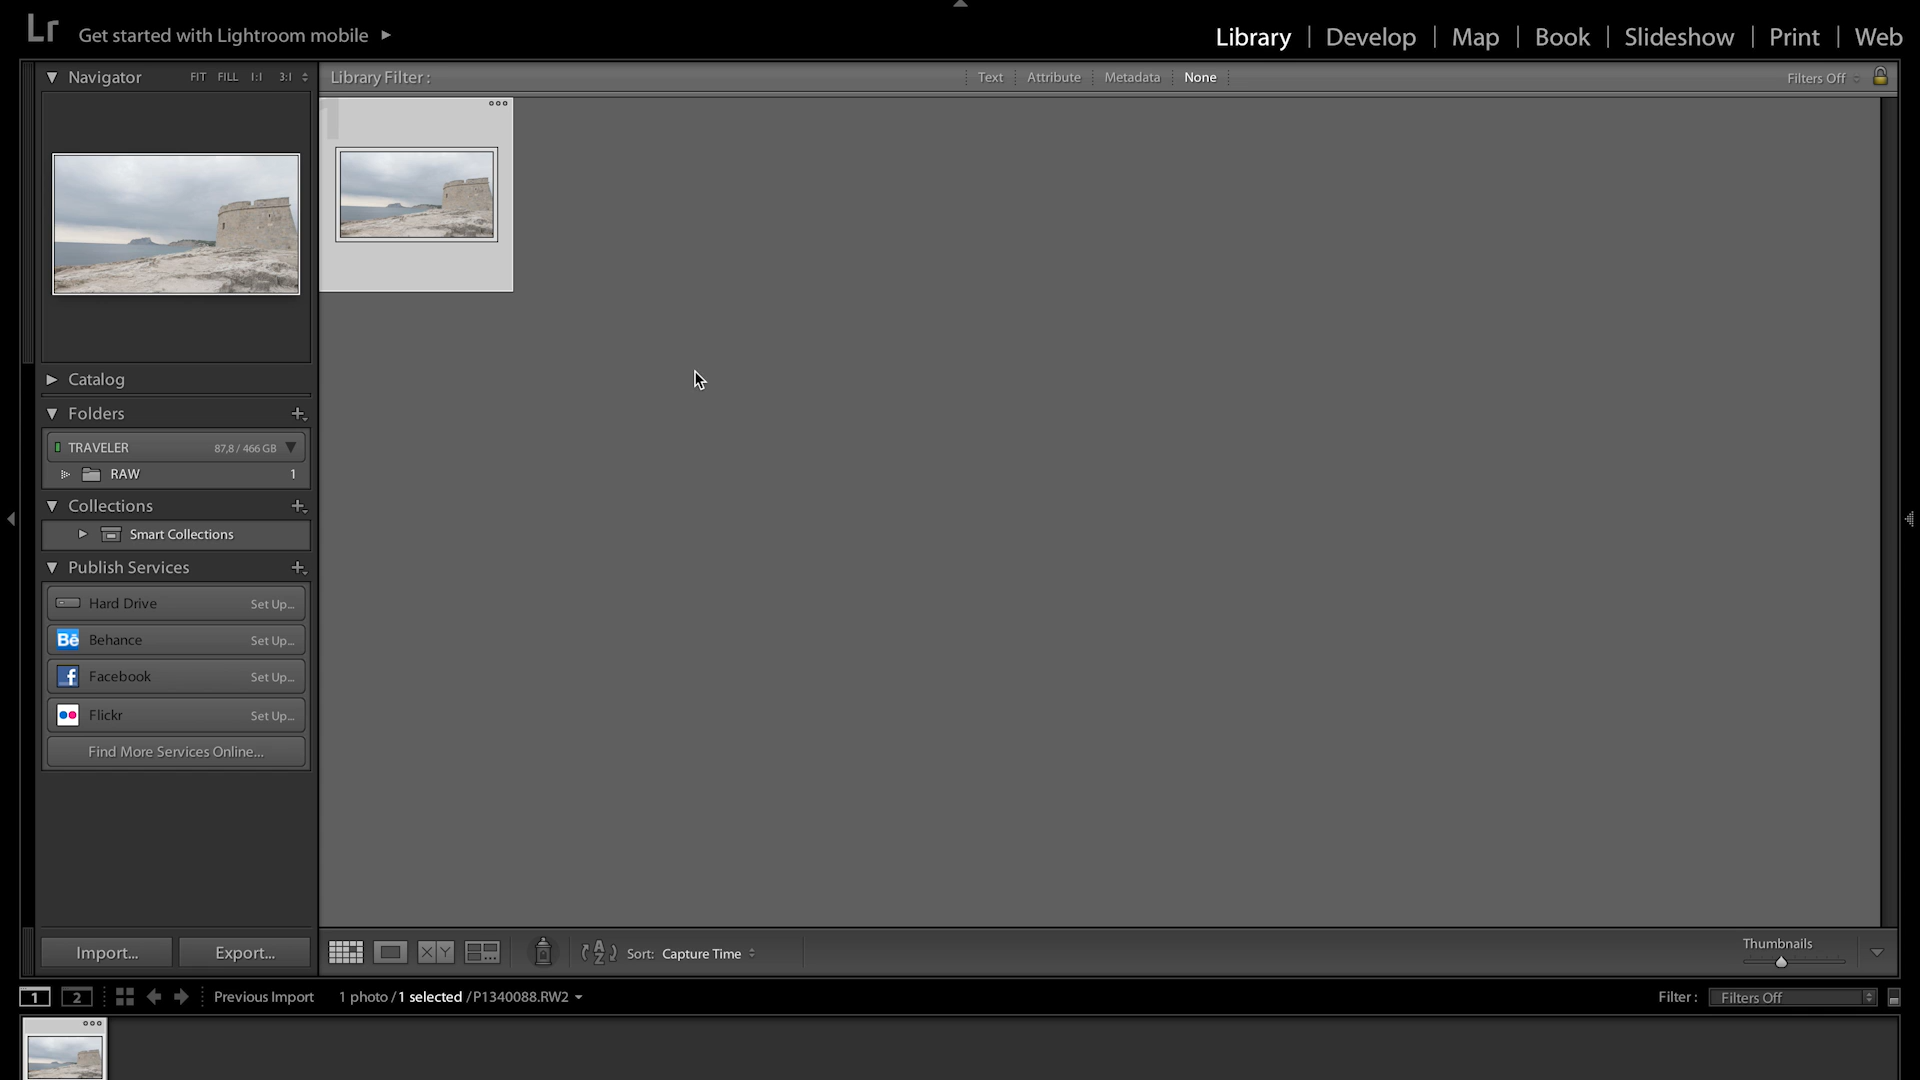 Lr Get started with Lightroom mobile
Library | Develop | Map | Book | Slideshow | Print | Web
Navigator FIT FILL 1:1 3:1
Library Filter : Text Attribute Metadata None Filters Off
1
Catalog
Folders
TRAVELER 87,8 / 466 GB
RAW 1
Collections
Smart Collections
Publish Services
Hard Drive Set Up...
Bē Behance Set Up...
f Facebook Set Up...
Flickr Set Up...
Find More Services Online...
Import... Export...
X Y
A Z Sort: Capture Time
Thumbnails
1 2 Previous Import 1 photo / 1 selected / P1340088.RW2 Filter : Filters Off